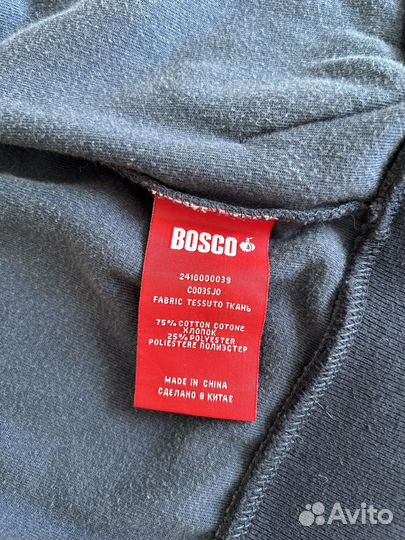 BOSCO
2410000039
C003SJ0
FABRIC TESSUTO ТКАНЬ
75% COTTON COTONE
ХЛОПОК
25% POLYESTER
POLIESTERE ПОЛИЭСТЕР
MADE IN CHINA
СДЕЛАНО В КИТАЕ
Avito